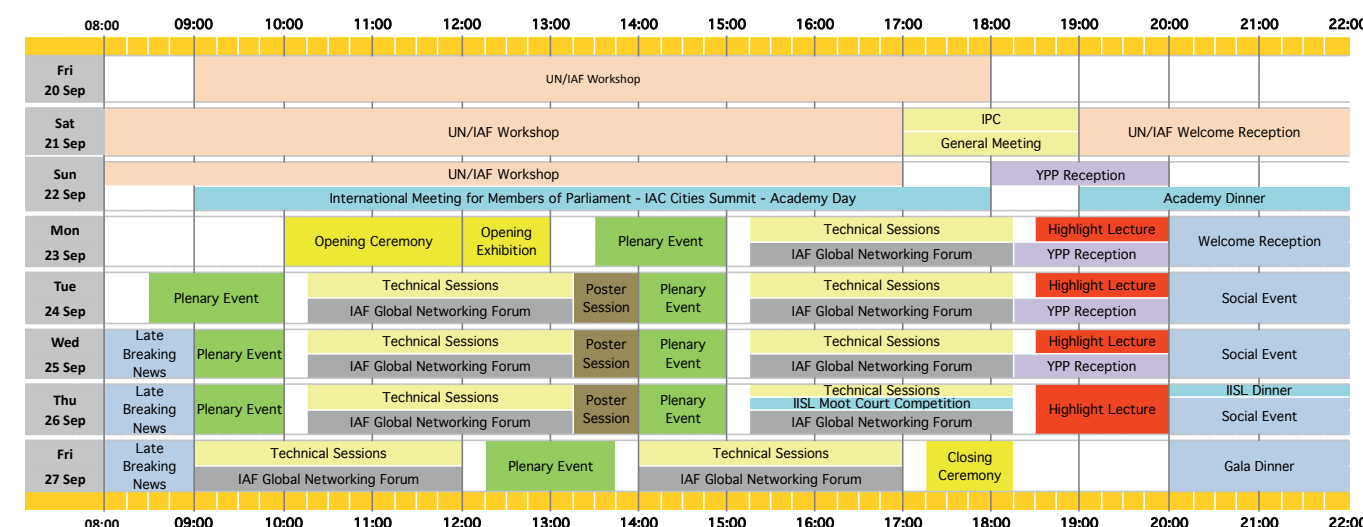 08:00 09:00 10:00 11:00 12:00 13:00 14:00 15:00 16:00 17:00 18:00 19:00 20:00 21:00 22:00
Fri
20 Sep
UN/IAF Workshop
Sat
21 Sep
UN/IAF Workshop
IPC
General Meeting
UN/IAF Welcome Reception
Sun
22 Sep
UN/IAF Workshop
YPP Reception
International Meeting for Members of Parliament - IAC Cities Summit - Academy Day
Academy Dinner
Mon
23 Sep
Opening Ceremony
Opening
Exhibition
Plenary Event
Technical Sessions
IAF Global Networking Forum
Highlight Lecture
YPP Reception
Welcome Reception
Tue
24 Sep
Plenary Event
Technical Sessions
IAF Global Networking Forum
Poster
Session
Plenary
Event
Technical Sessions
IAF Global Networking Forum
Highlight Lecture
YPP Reception
Social Event
Wed
25 Sep
Late
Breaking
News
Plenary Event
Technical Sessions
IAF Global Networking Forum
Poster
Session
Plenary
Event
Technical Sessions
IAF Global Networking Forum
Highlight Lecture
YPP Reception
Social Event
Thu
26 Sep
Late
Breaking
News
Plenary Event
Technical Sessions
IAF Global Networking Forum
Poster
Session
Plenary
Event
Technical Sessions
IISL Moot Court Competition
IAF Global Networking Forum
Highlight Lecture
IISL Dinner
Social Event
Fri
27 Sep
Late
Breaking
News
Technical Sessions
IAF Global Networking Forum
Plenary Event
Technical Sessions
IAF Global Networking Forum
Closing
Ceremony
Gala Dinner
08:00 09:00 10:00 11:00 12:00 13:00 14:00 15:00 16:00 17:00 18:00 19:00 20:00 21:00 22:00